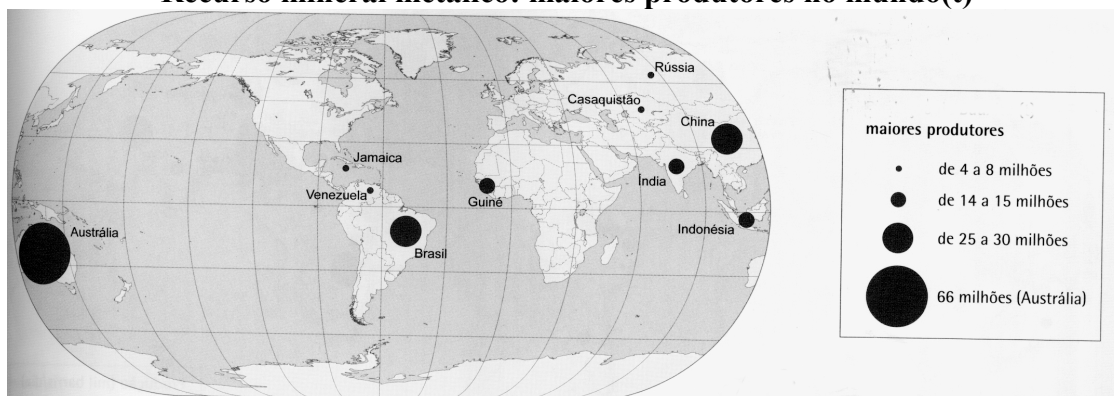 Recurso mineral metálico: maiores produtores no mundo(t)
Rússia
Casaquistão
China
Jamaica
Índia
Venezuela
Guiné
Austrália
Brasil
Indonésia
maiores produtores
de 4 a 8 milhões
de 14 a 15 milhões
de 25 a 30 milhões
66 milhões (Austrália)